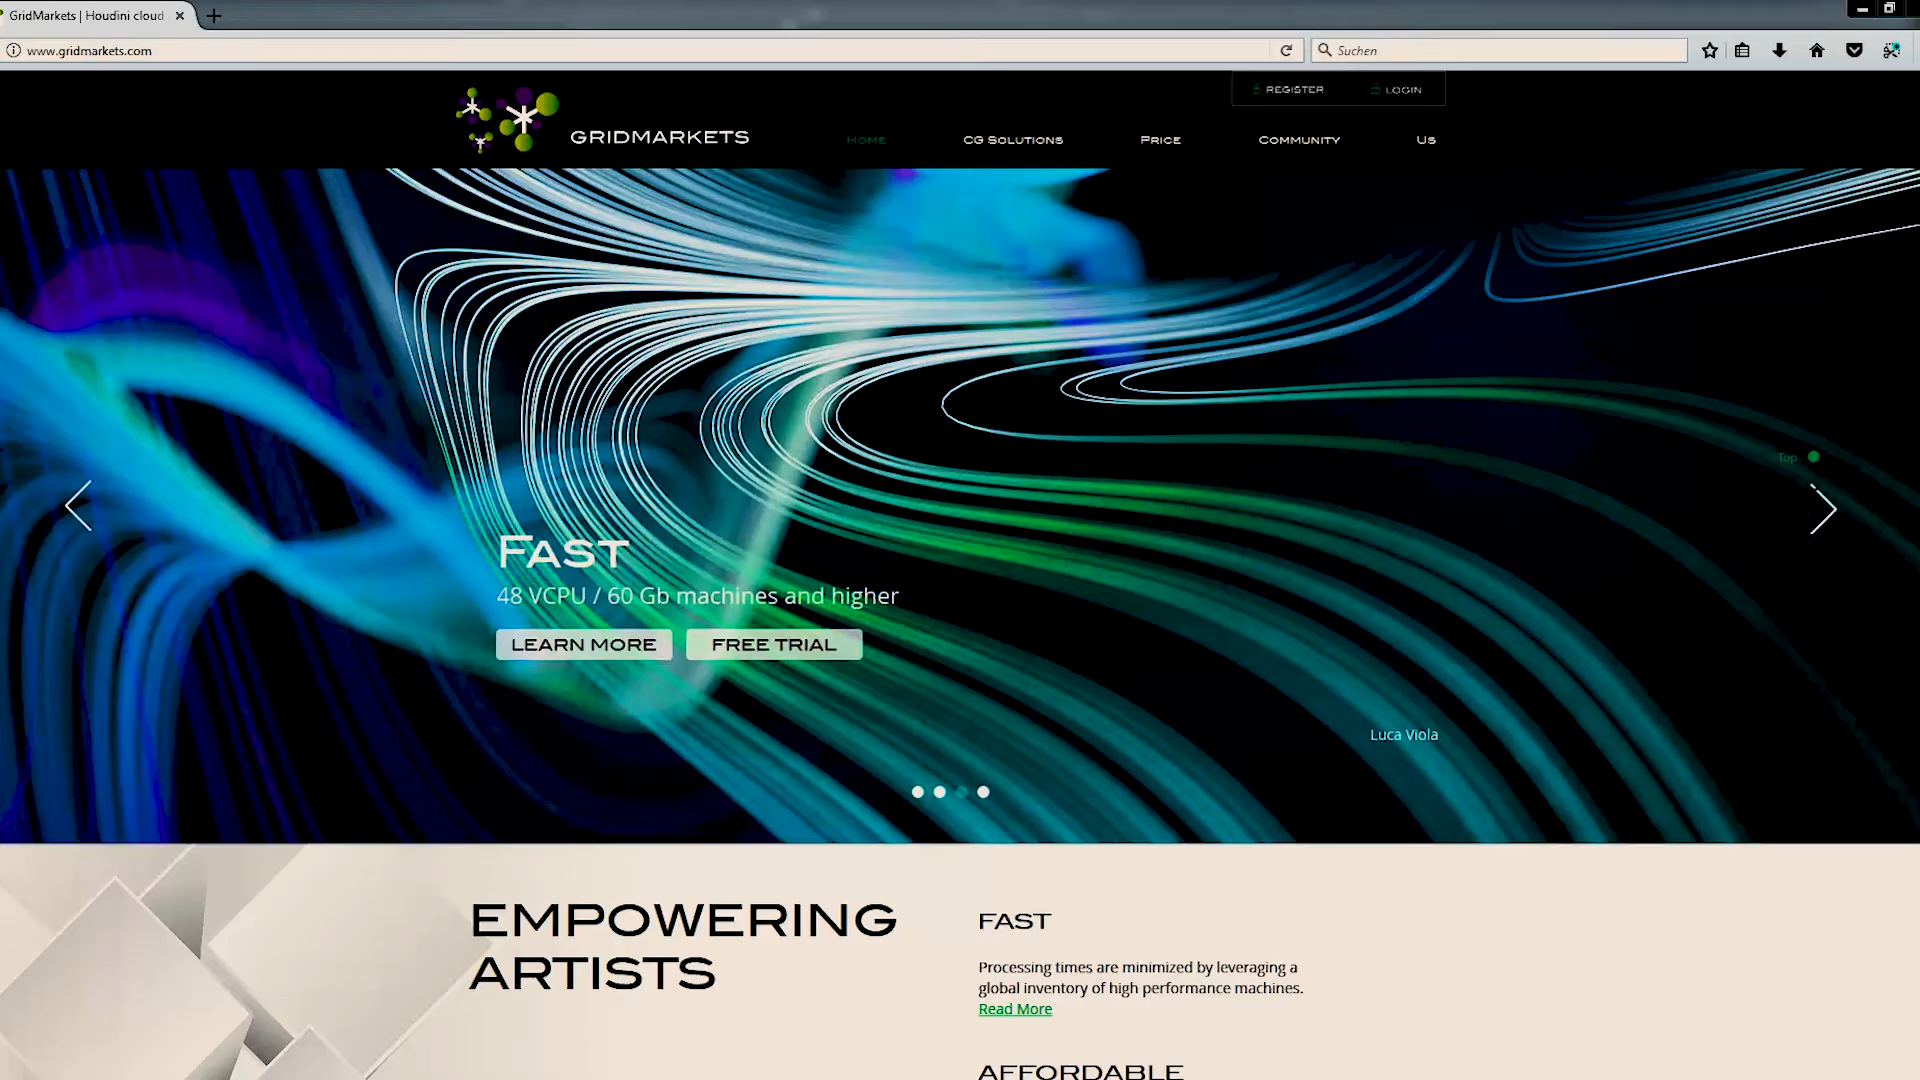 GridMarkets | Houdini cloud
www.gridmarkets.com
Suchen
REGISTER
LOGIN
GRIDMARKETS
HOME
CG SOLUTIONS
PRICE
COMMUNITY
US
Top
FAST
48 VCPU / 60 Gb machines and higher
LEARN MORE
FREE TRIAL
Luca Viola
EMPOWERING
ARTISTS
FAST
Processing times are minimized by leveraging a
global inventory of high performance machines.
Read More
AFFORDABLE